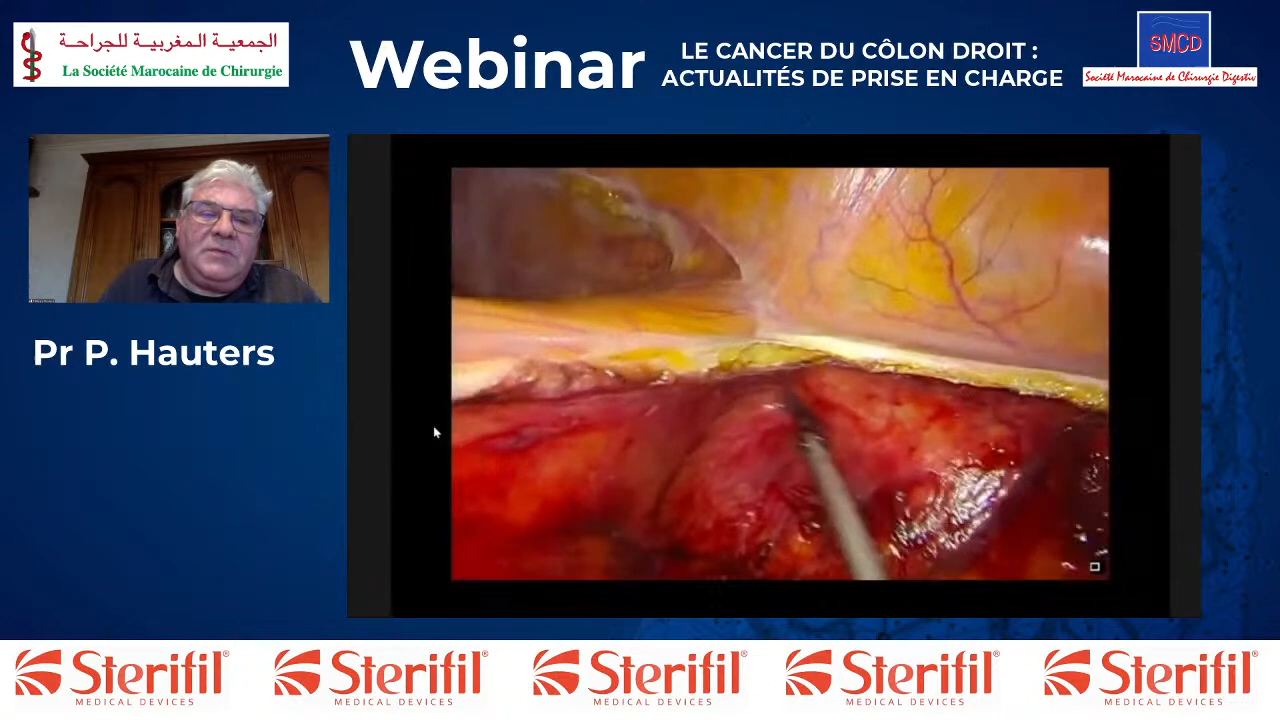 الجمعية المغربية للجراحة
La Société Marocaine de Chirurgie
Webinar
LE CANCER DU CÔLON DROIT :
ACTUALITÉS DE PRISE EN CHARGE
SMCD
Société Marocaine de Chirurgie Digestiv
Pr P. Hauters
Sterifil®
MEDICAL DEVICES
Sterifil®
MEDICAL DEVICES
Sterifil®
MEDICAL DEVICES
Sterifil®
MEDICAL DEVICES
Sterifil®
MEDICAL DEVICES